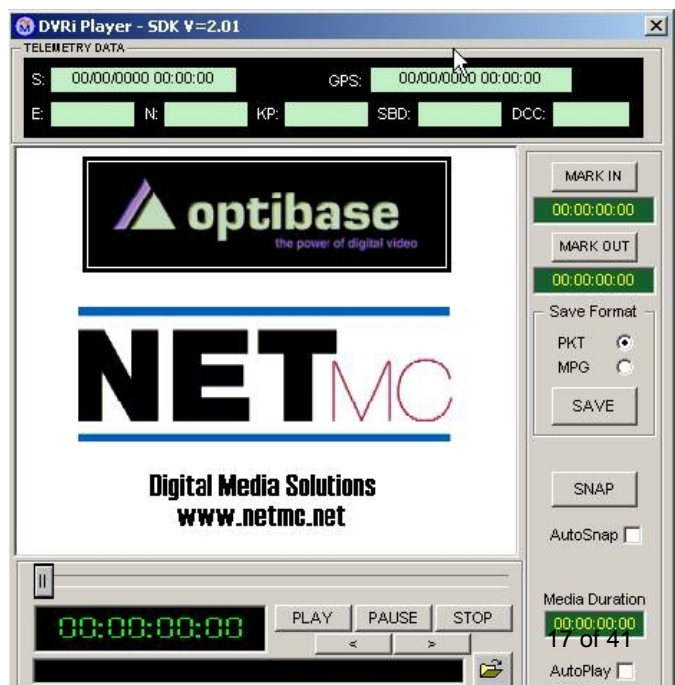 DVRi Player - SDK V=2.01
TELEMETRY DATA
S: 00/00/0000 00:00:00 GPS: 00/00/0000 00:00:00
E: N: KP: SBD: DCC:
optibase
the power of digital video
NETMC
Digital Media Solutions
www.netmc.net
MARK IN
00:00:00:00
MARK OUT
00:00:00:00
Save Format
PKT
MPG
SAVE
SNAP
AutoSnap
Media Duration
00:00:00:00
17 of 41
AutoPlay
00:00:00:00
PLAY PAUSE STOP
< >